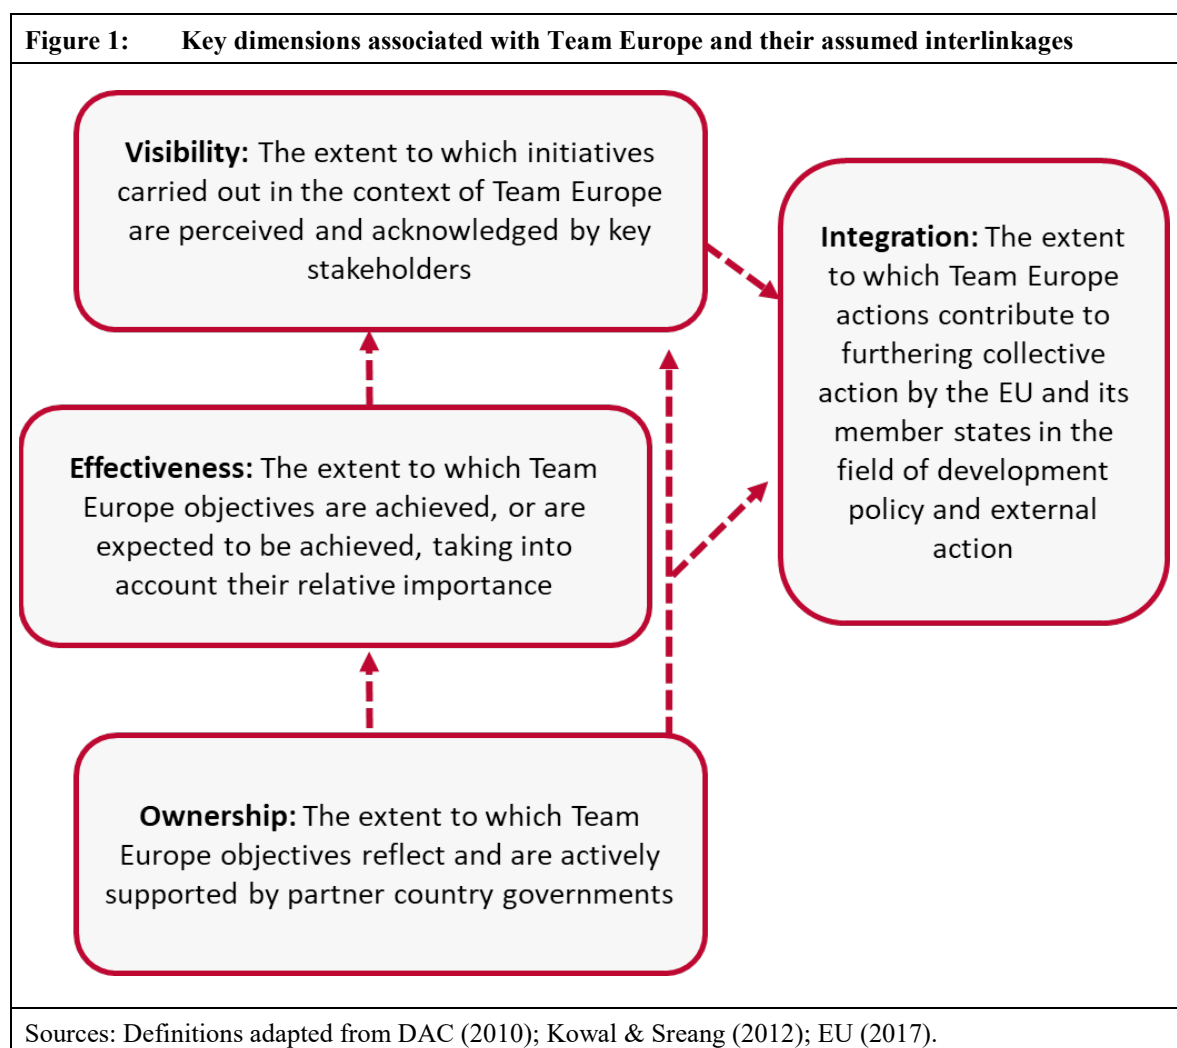 Figure 1: Key dimensions associated with Team Europe and their assumed interlinkages
Visibility: The extent to which initiatives
carried out in the context of Team Europe
are perceived and acknowledged by key
stakeholders
Integration: The extent
to which Team Europe
actions contribute to
furthering collective
action by the EU and its
member states in the
field of development
policy and external
action
Effectiveness: The extent to which Team
Europe objectives are achieved, or are
expected to be achieved, taking into
account their relative importance
Ownership: The extent to which Team
Europe objectives reflect and are actively
supported by partner country governments
Sources: Definitions adapted from DAC (2010); Kowal & Sreang (2012); EU (2017).